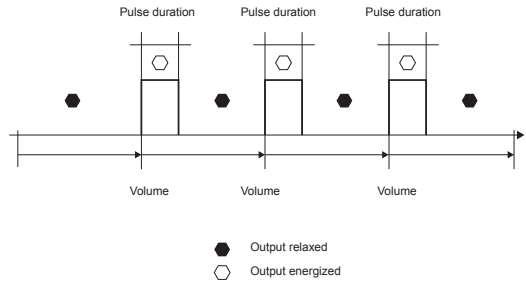 Pulse duration Pulse duration Pulse duration
Volume Volume Volume
Output relaxed
Output energized